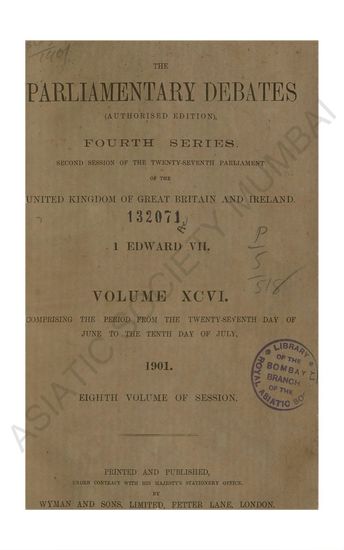 1901
THE
PARLIAMENTARY DEBATES
(AUTHORISED EDITION),
FOURTH SERIES.
SECOND SESSION OF THE TWENTY-SEVENTH PARLIAMENT
OF THE
UNITED KINGDOM OF GREAT BRITAIN AND IRELAND.
132071
1 EDWARD VII.
P
5
518
VOLUME XCVI.
COMPRISING THE PERIOD FROM THE TWENTY-SEVENTH DAY OF
JUNE TO THE TENTH DAY OF JULY,
1901.
EIGHTH VOLUME OF SESSION.
LIBRARY
OF THE
BOMBAY
BRANCH
OF THE
ROYAL ASIATIC
PRINTED AND PUBLISHED,
UNDER CONTRACT WITH HIS MAJESTY'S STATIONERY OFFICE,
BY
WYMAN AND SONS, LIMITED, FETTER LANE, LONDON.
ASIATIC SOCIETY MUMBAI